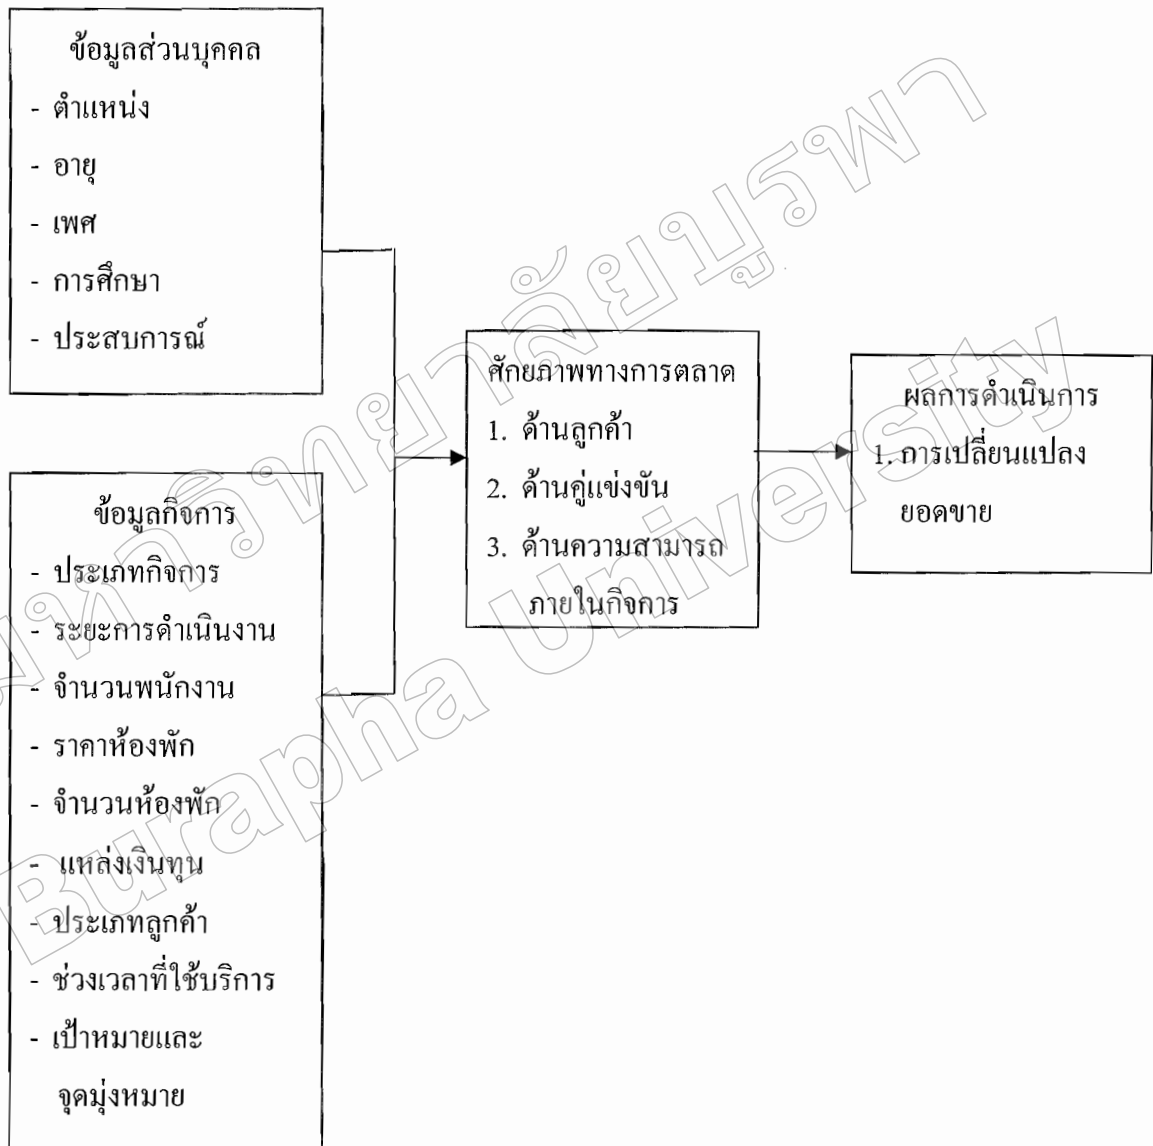 ข้อมูลส่วนบุคคล
- ตำแหน่ง
- อายุ
- เพศ
- การศึกษา
- ประสบการณ์
ข้อมูลกิจการ
- ประเภทกิจการ
- ระยะการดำเนินงาน
- จำนวนพนักงาน
- ราคาห้องพัก
- จำนวนห้องพัก
- แหล่งเงินทุน
- ประเภทลูกค้า
- ช่วงเวลาที่ใช้บริการ
- เป้าหมายและ
จุดมุ่งหมาย
ศักยภาพทางการตลาด
1. ด้านลูกค้า
2. ด้านคู่แข่งขัน
3. ด้านความสามารถ
ภายในกิจการ
ผลการดำเนินการ
1. การเปลี่ยนแปลง
ยอดขาย
มหาวิทยาลัยบูรพา
Burapha University